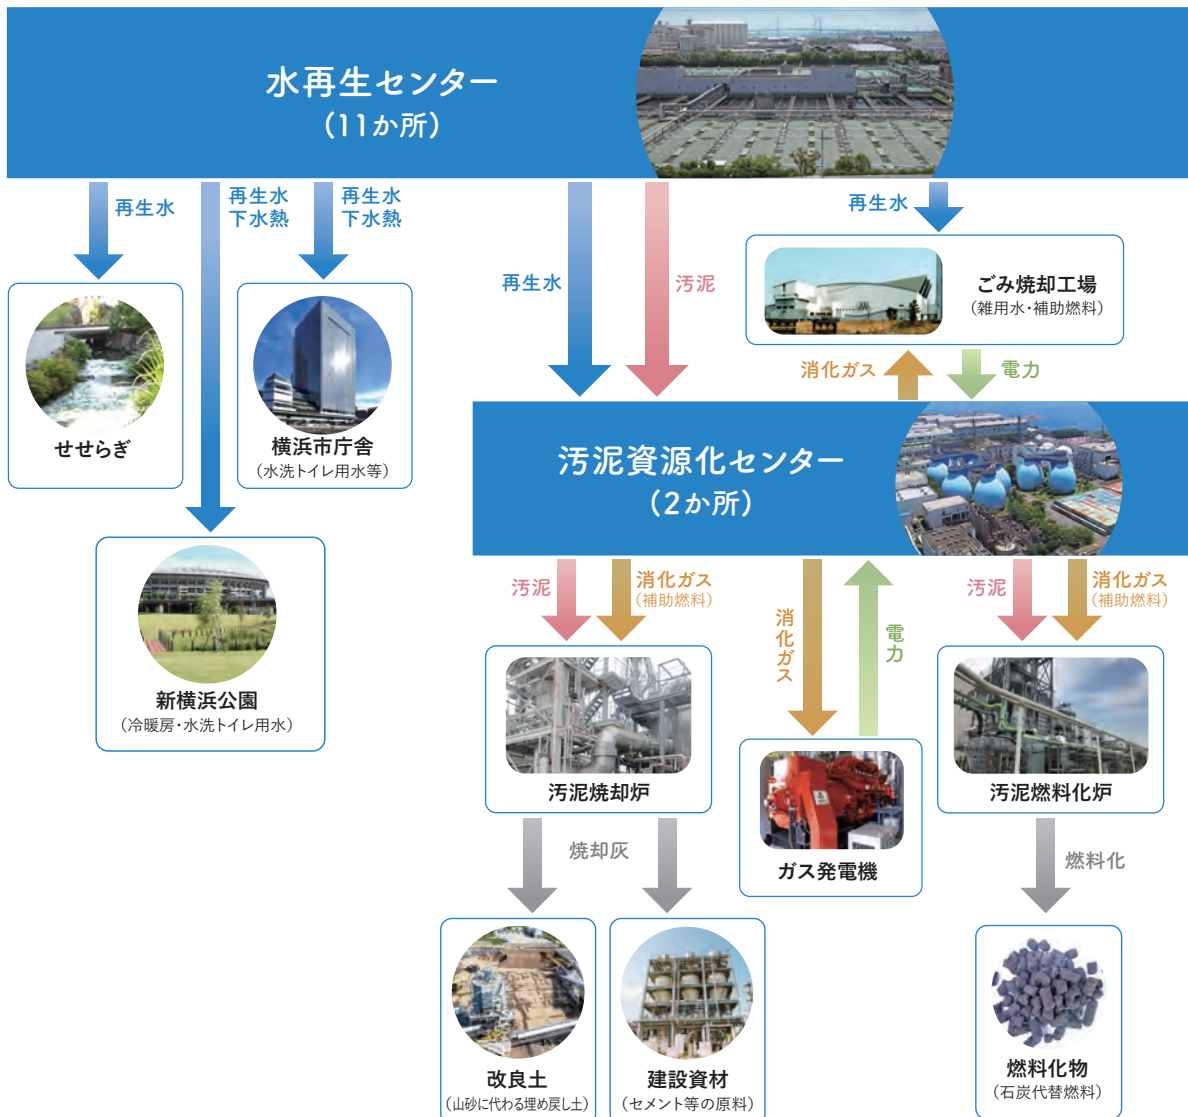 水再生センター
（11か所）
再生水
再生水
下水熱
再生水
下水熱
再生水
汚泥
再生水
ごみ焼却工場
（雑用水・補助燃料）
消化ガス
電力
せせらぎ
横浜市庁舎
（水洗トイレ用水等）
新横浜公園
（冷暖房・水洗トイレ用水）
汚泥資源化センター
（2か所）
汚泥
消化ガス
（補助燃料）
消化ガス
電力
汚泥
消化ガス
（補助燃料）
汚泥焼却炉
ガス発電機
汚泥燃料化炉
焼却灰
燃料化
改良土
（山砂に代わる埋め戻し土）
建設資材
（セメント等の原料）
燃料化物
（石炭代替燃料）